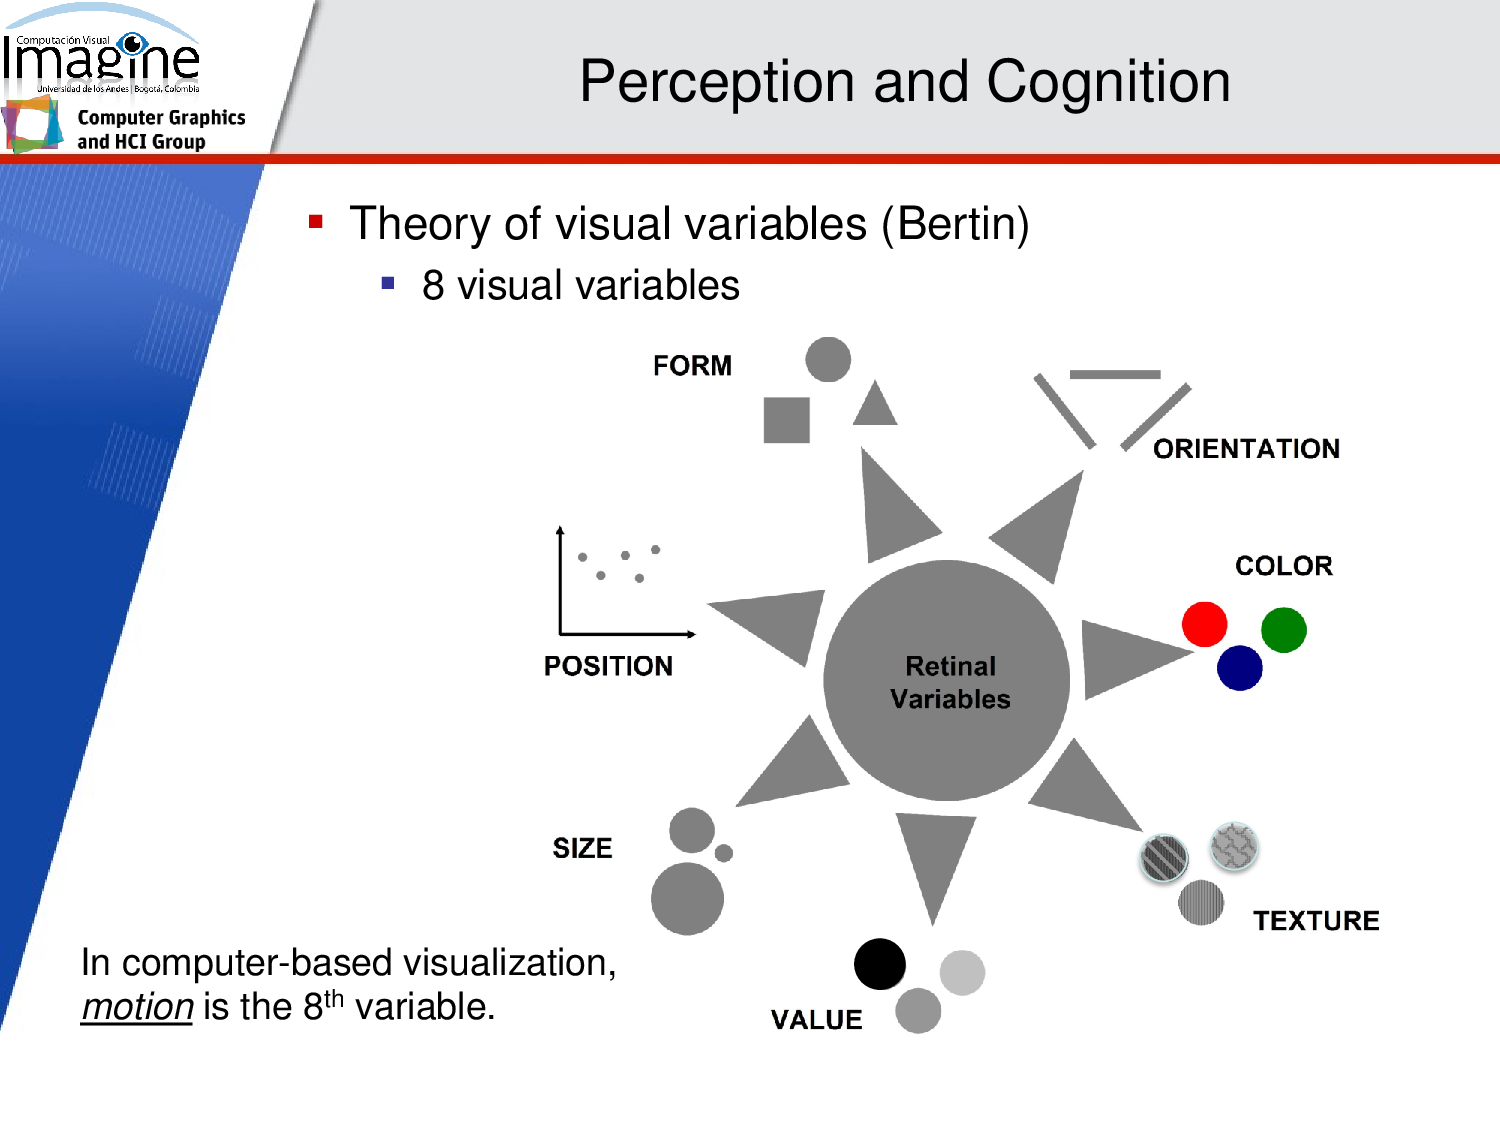 Computación Visual
Imagine
Universidad de los Andes | Bogotá, Colombia
Computer Graphics
and HCI Group
Perception and Cognition
Theory of visual variables (Bertin)
8 visual variables
FORM
ORIENTATION
COLOR
POSITION
Retinal
Variables
SIZE
TEXTURE
VALUE
In computer-based visualization,
motion is the 8th variable.